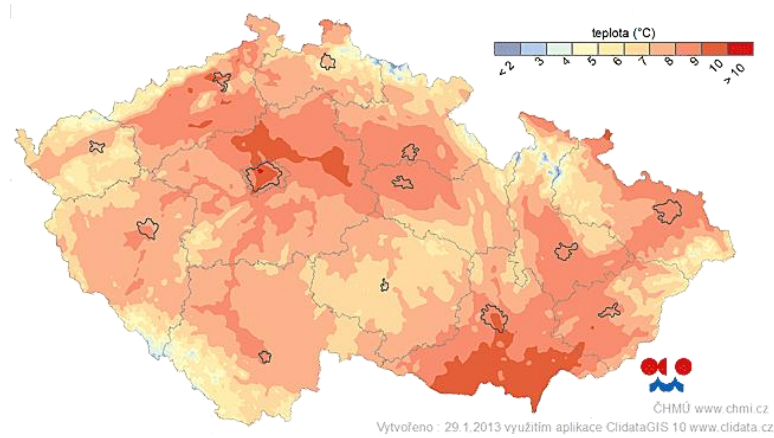 teplota (°C)
< 2 3 4 5 6 7 8 9 10 > 10
ČHMÚ www.chmi.cz
Vytvořeno : 29.1.2013 využitím aplikace ClidataGIS 10 www.clidata.cz